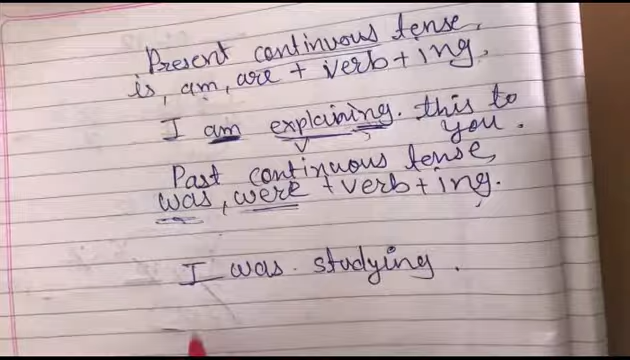 Present continuous tense,
is, am, are + verb + ing.
I am explaining. this to
you.
Past continuous tense,
was, were + verb + ing.
I was. studying.